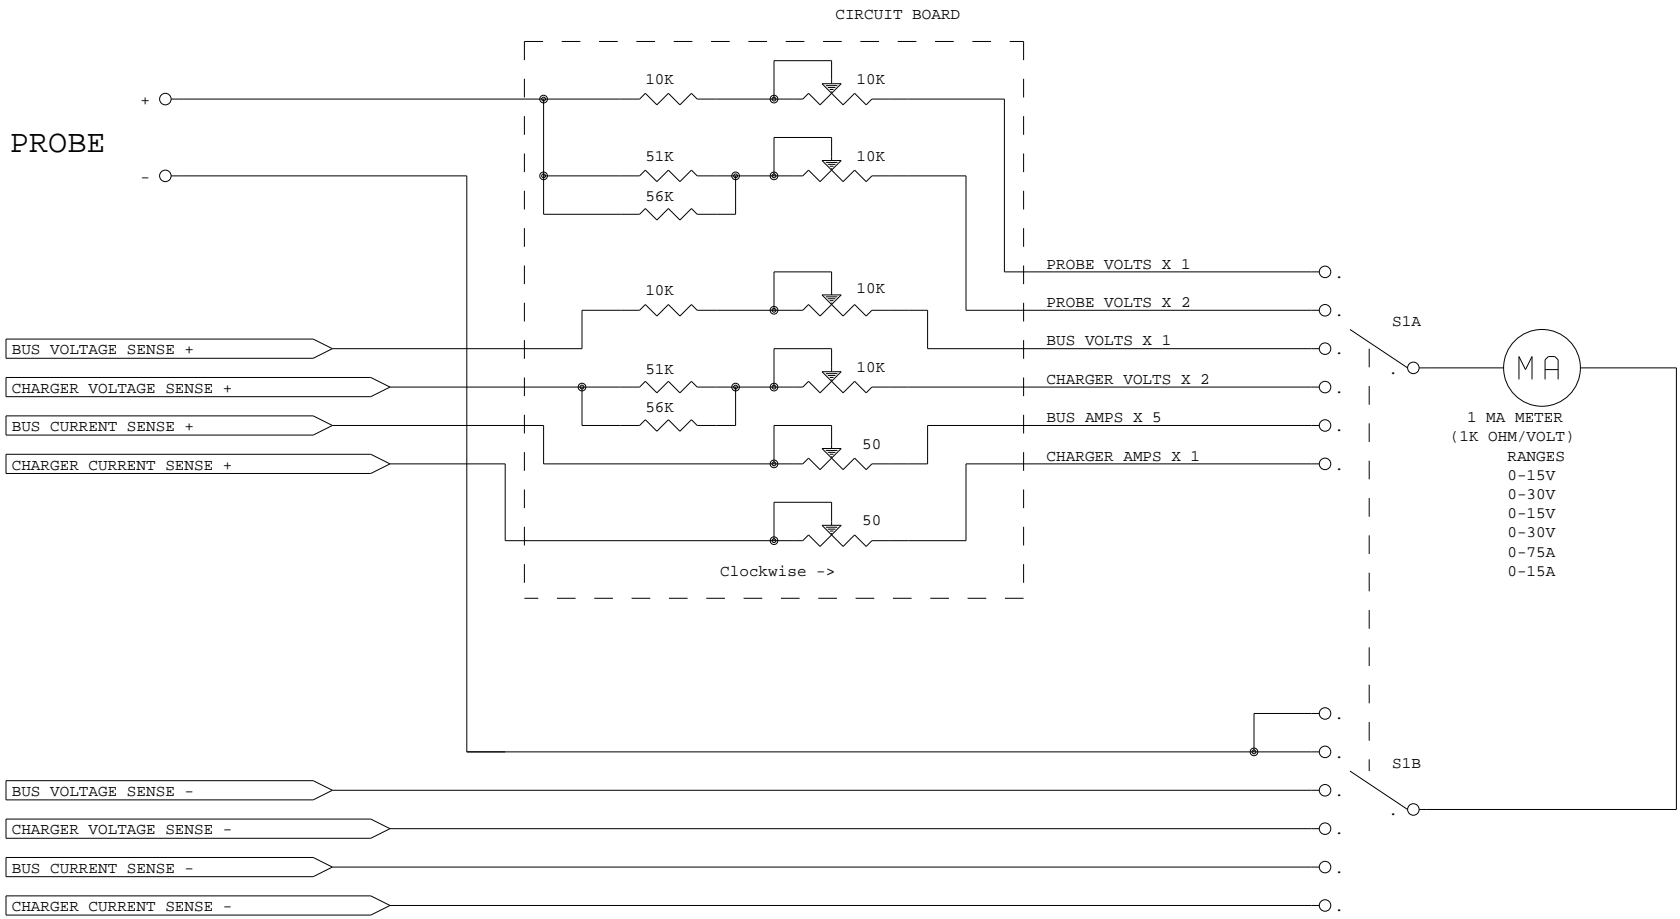 CIRCUIT BOARD
10K
10K
+
PROBE
51K
10K
-
56K
PROBE VOLTS X 1
10K
10K
PROBE VOLTS X 2
S1A
BUS VOLTAGE SENSE +
BUS VOLTS X 1
MA
51K
10K
CHARGER VOLTAGE SENSE +
CHARGER VOLTS X 2
56K
BUS CURRENT SENSE +
BUS AMPS X 5
1 MA METER
(1K OHM/VOLT)
50
CHARGER CURRENT SENSE +
CHARGER AMPS X 1
RANGES
0-15V
0-30V
0-15V
0-30V
0-75A
0-15A
50
Clockwise ->
S1B
BUS VOLTAGE SENSE -
CHARGER VOLTAGE SENSE -
BUS CURRENT SENSE -
CHARGER CURRENT SENSE -